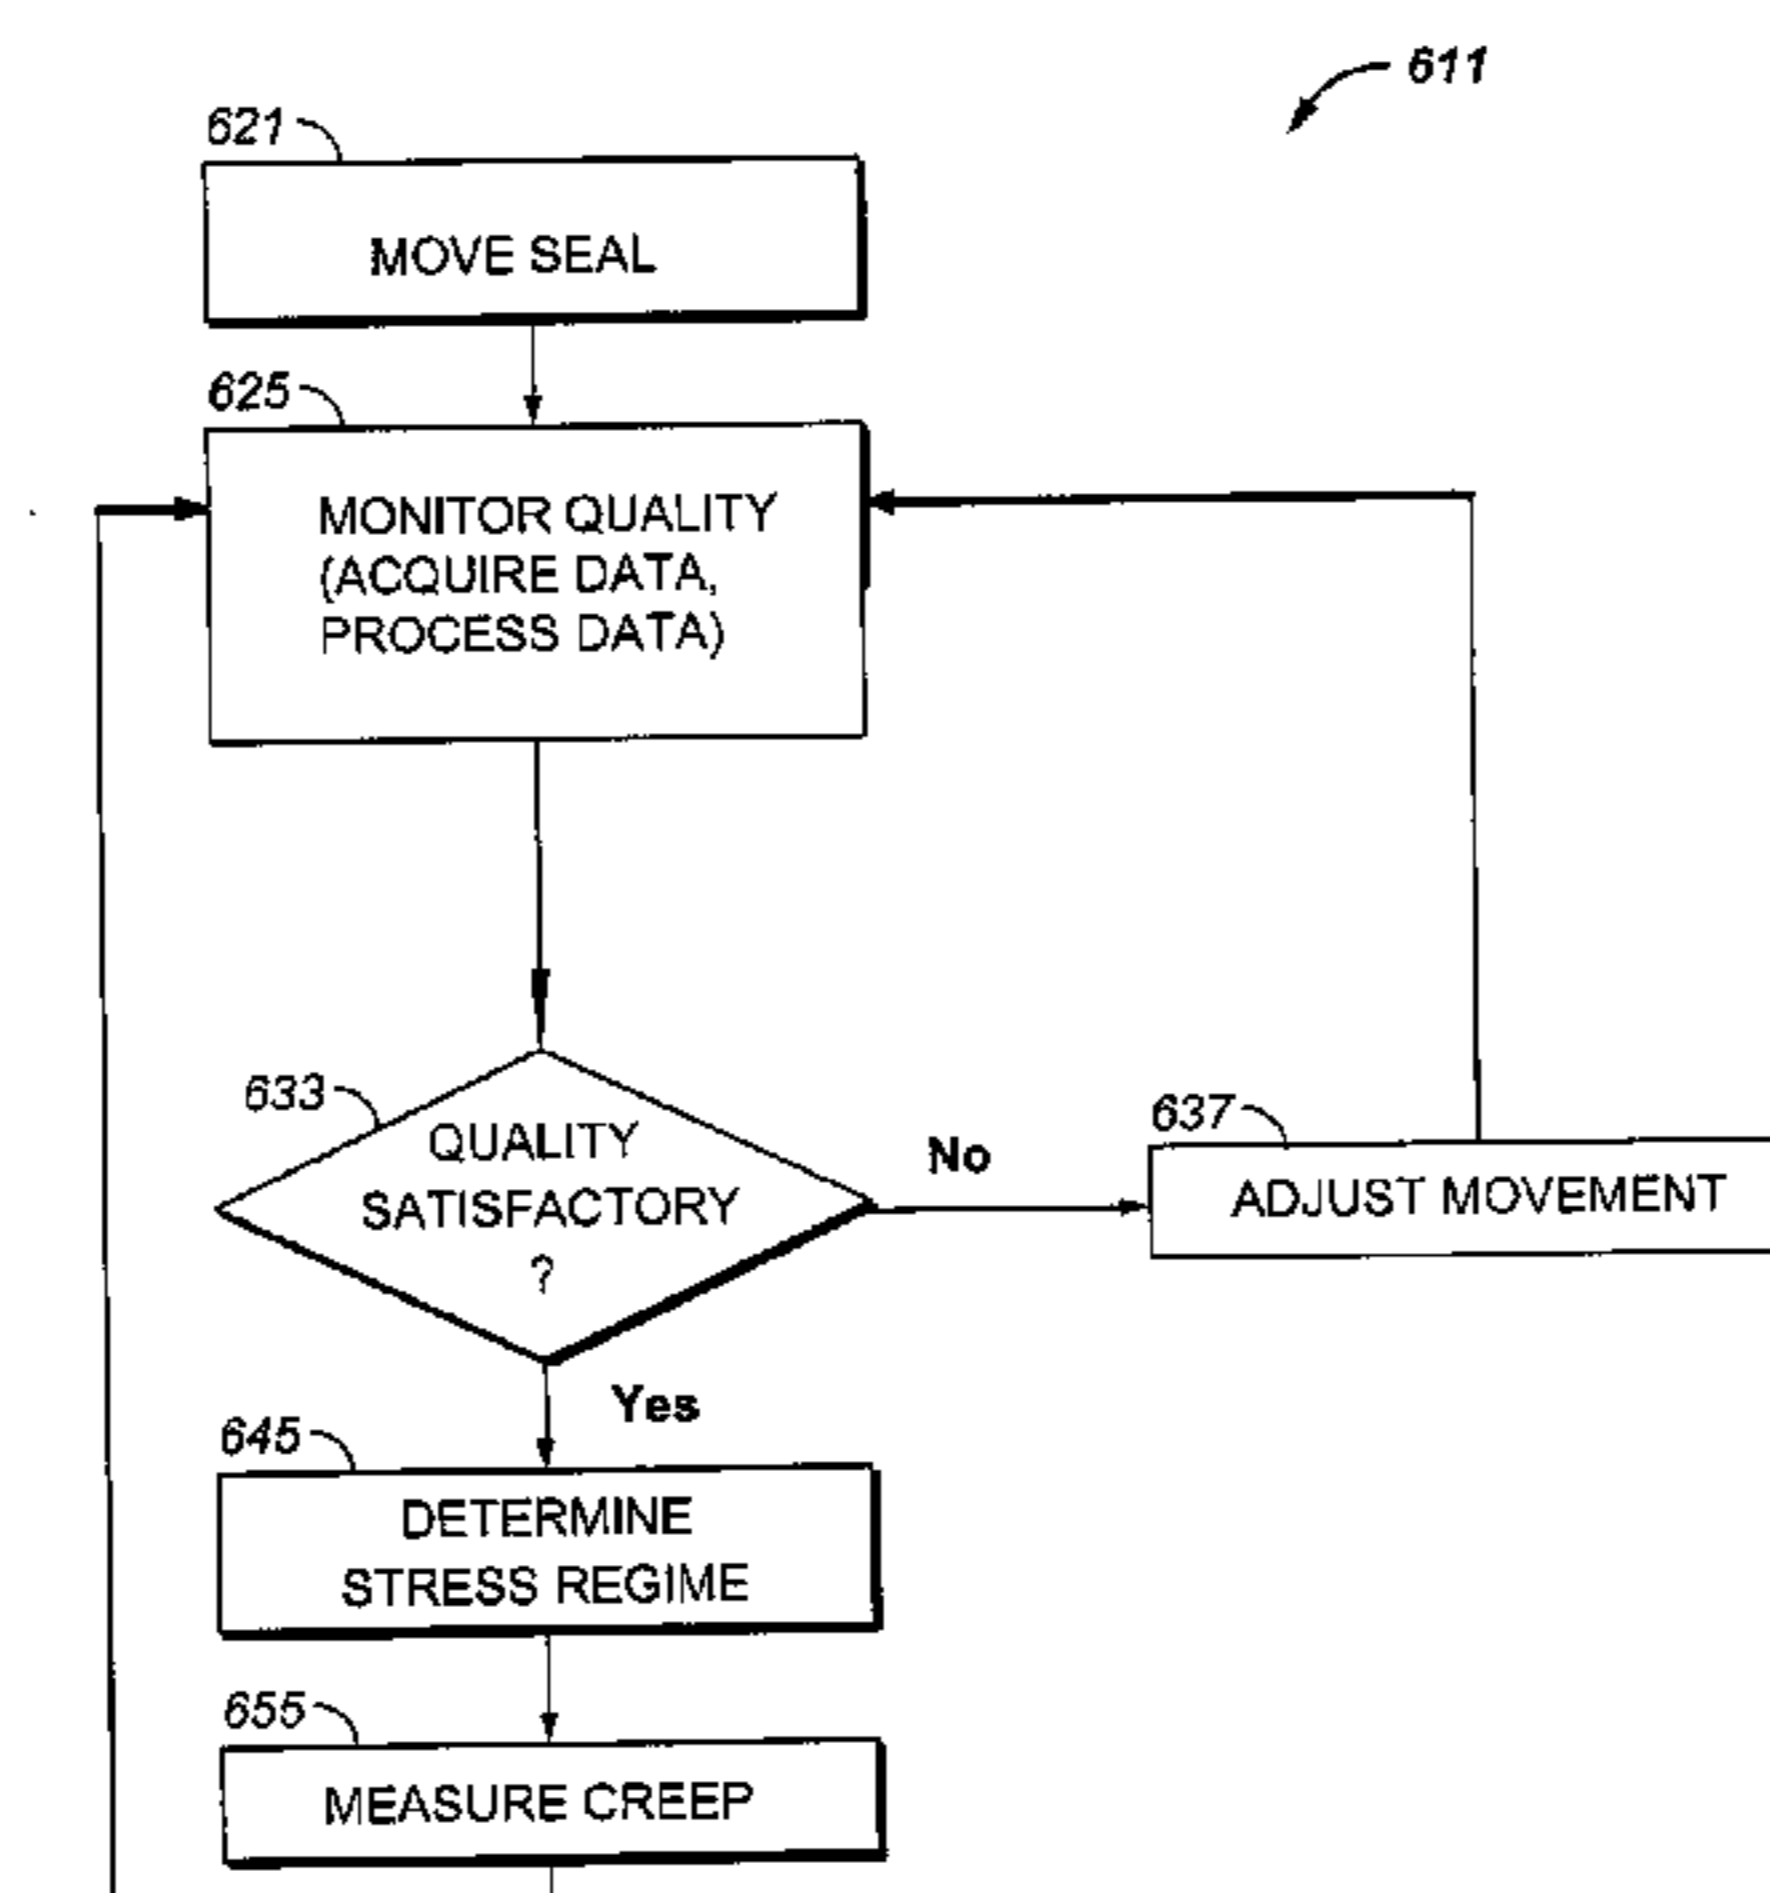 611
621
MOVE SEAL
625
MONITOR QUALITY
(ACQUIRE DATA,
PROCESS DATA)
633
QUALITY
SATISFACTORY
?
No
637
ADJUST MOVEMENT
Yes
645
DETERMINE
STRESS REGIME
655
MEASURE CREEP